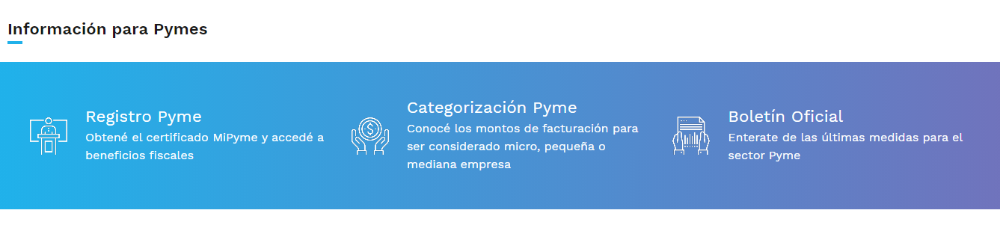 Información para Pymes
Registro Pyme
Obtené el certificado MiPyme y accedé a
beneficios fiscales
Categorización Pyme
Conocé los montos de facturación para
ser considerado micro, pequeña o
mediana empresa
Boletín Oficial
Enterate de las últimas medidas para el
sector Pyme